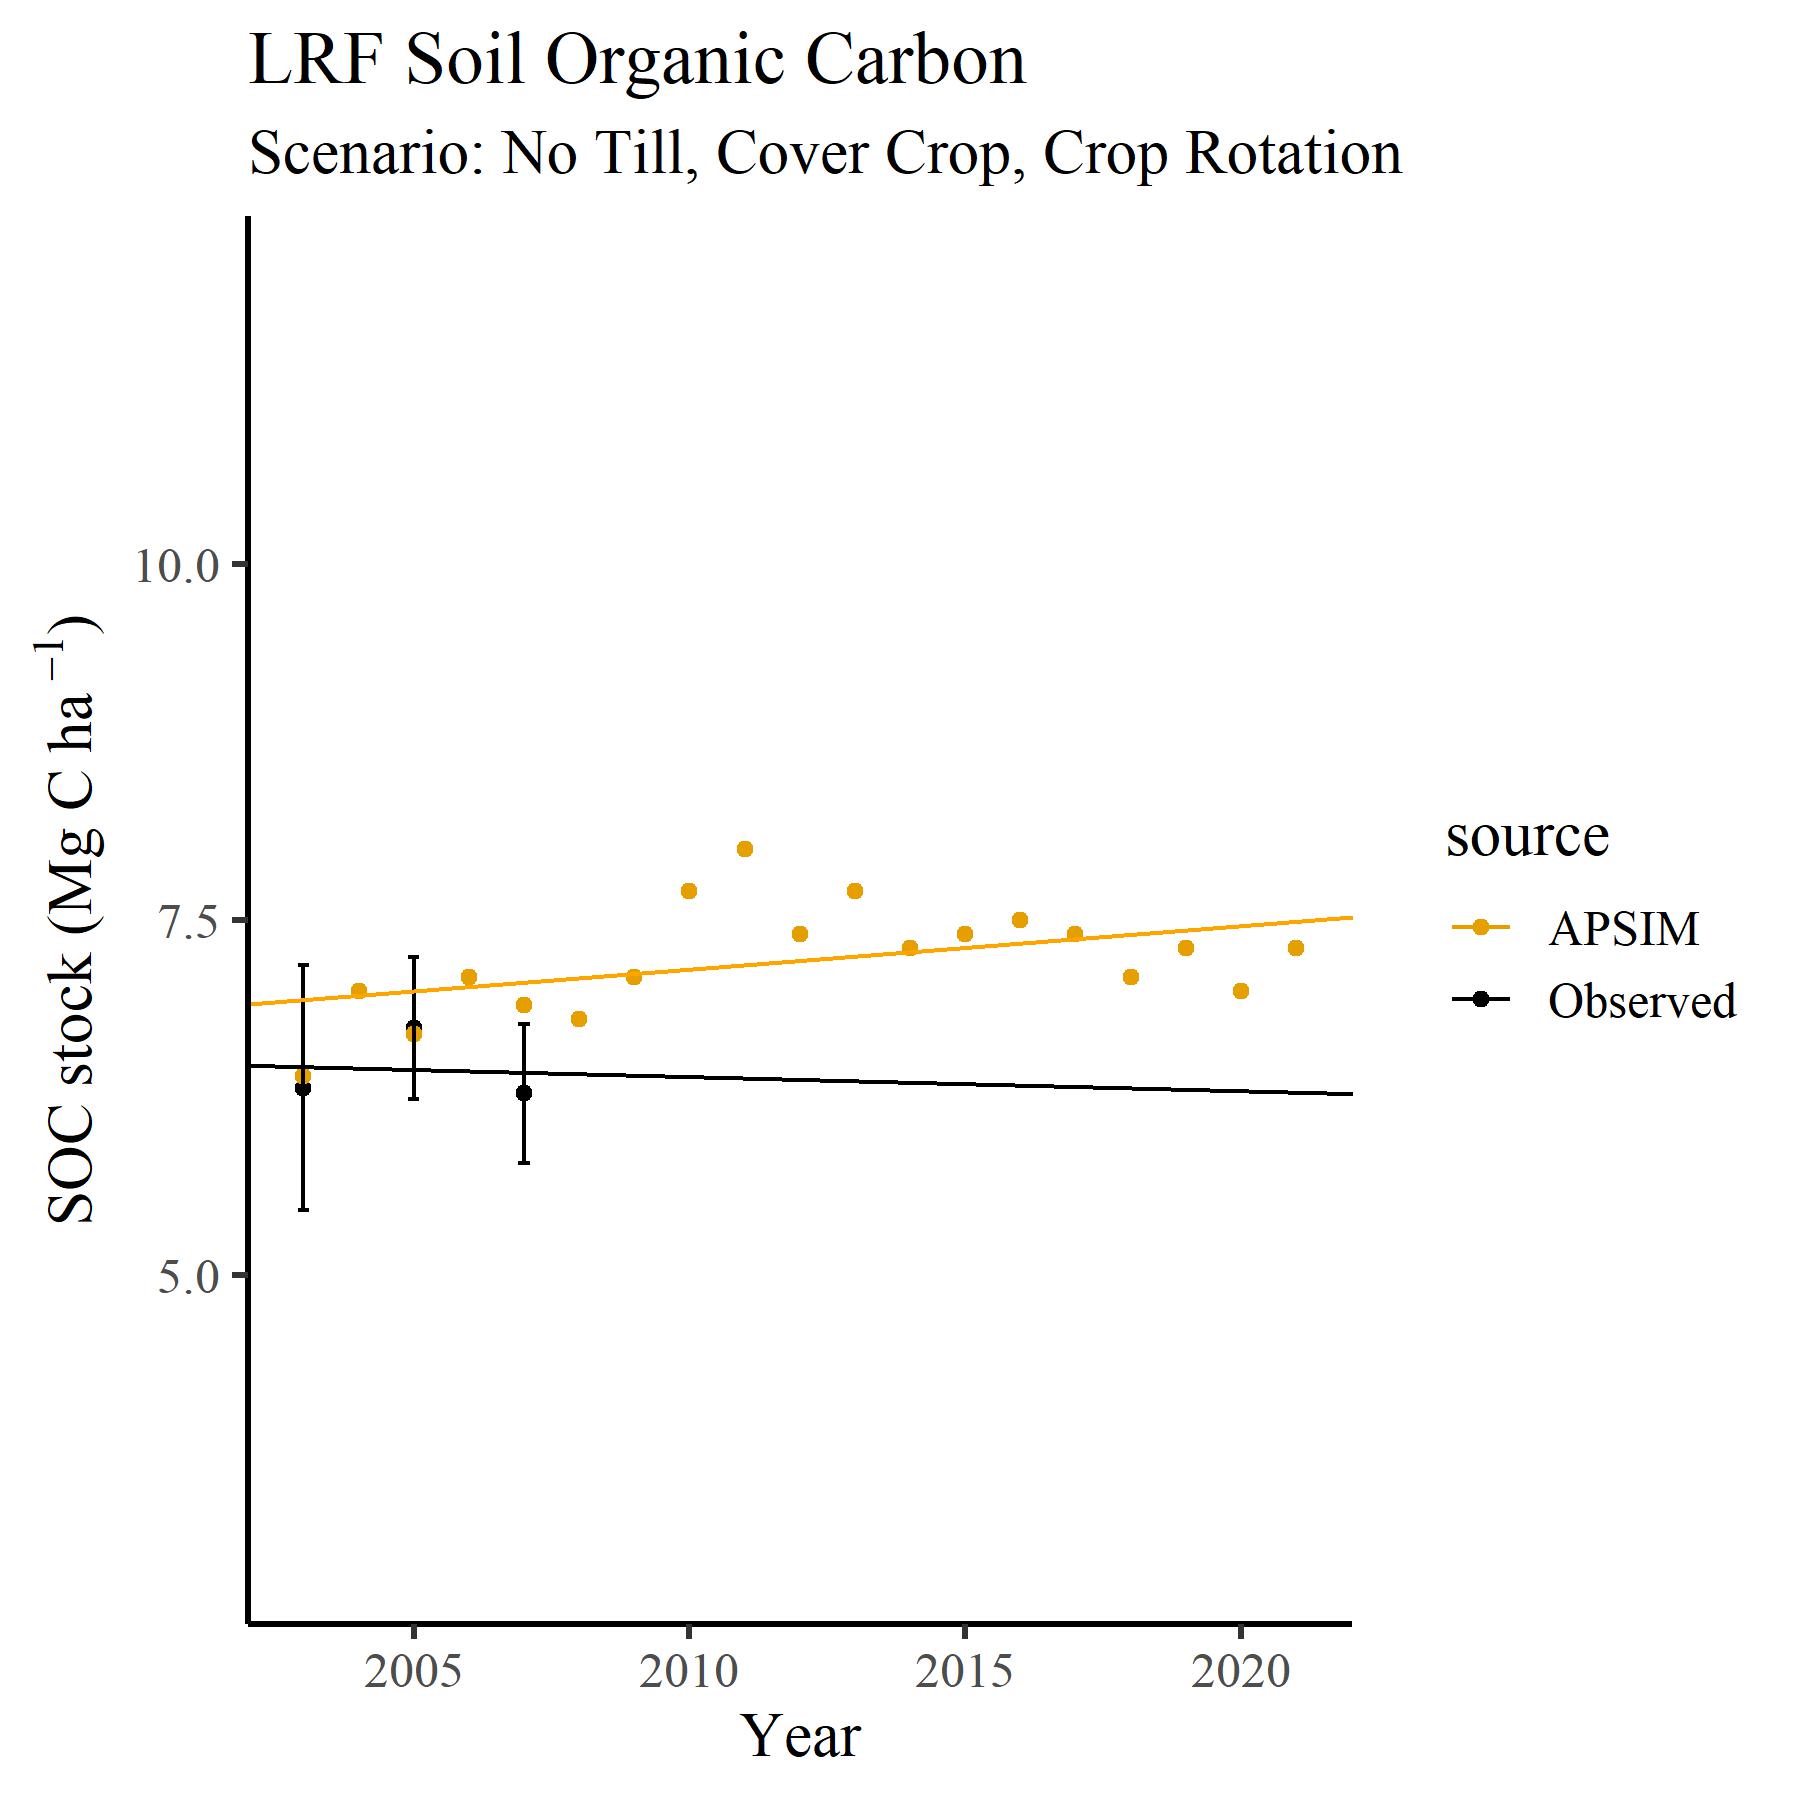 LRF Soil Organic Carbon
Scenario: No Till, Cover Crop, Crop Rotation
SOC stock (Mg C ha⁻¹)
10.0
7.5
5.0
2005 2010 2015 2020
Year
source
APSIM
Observed